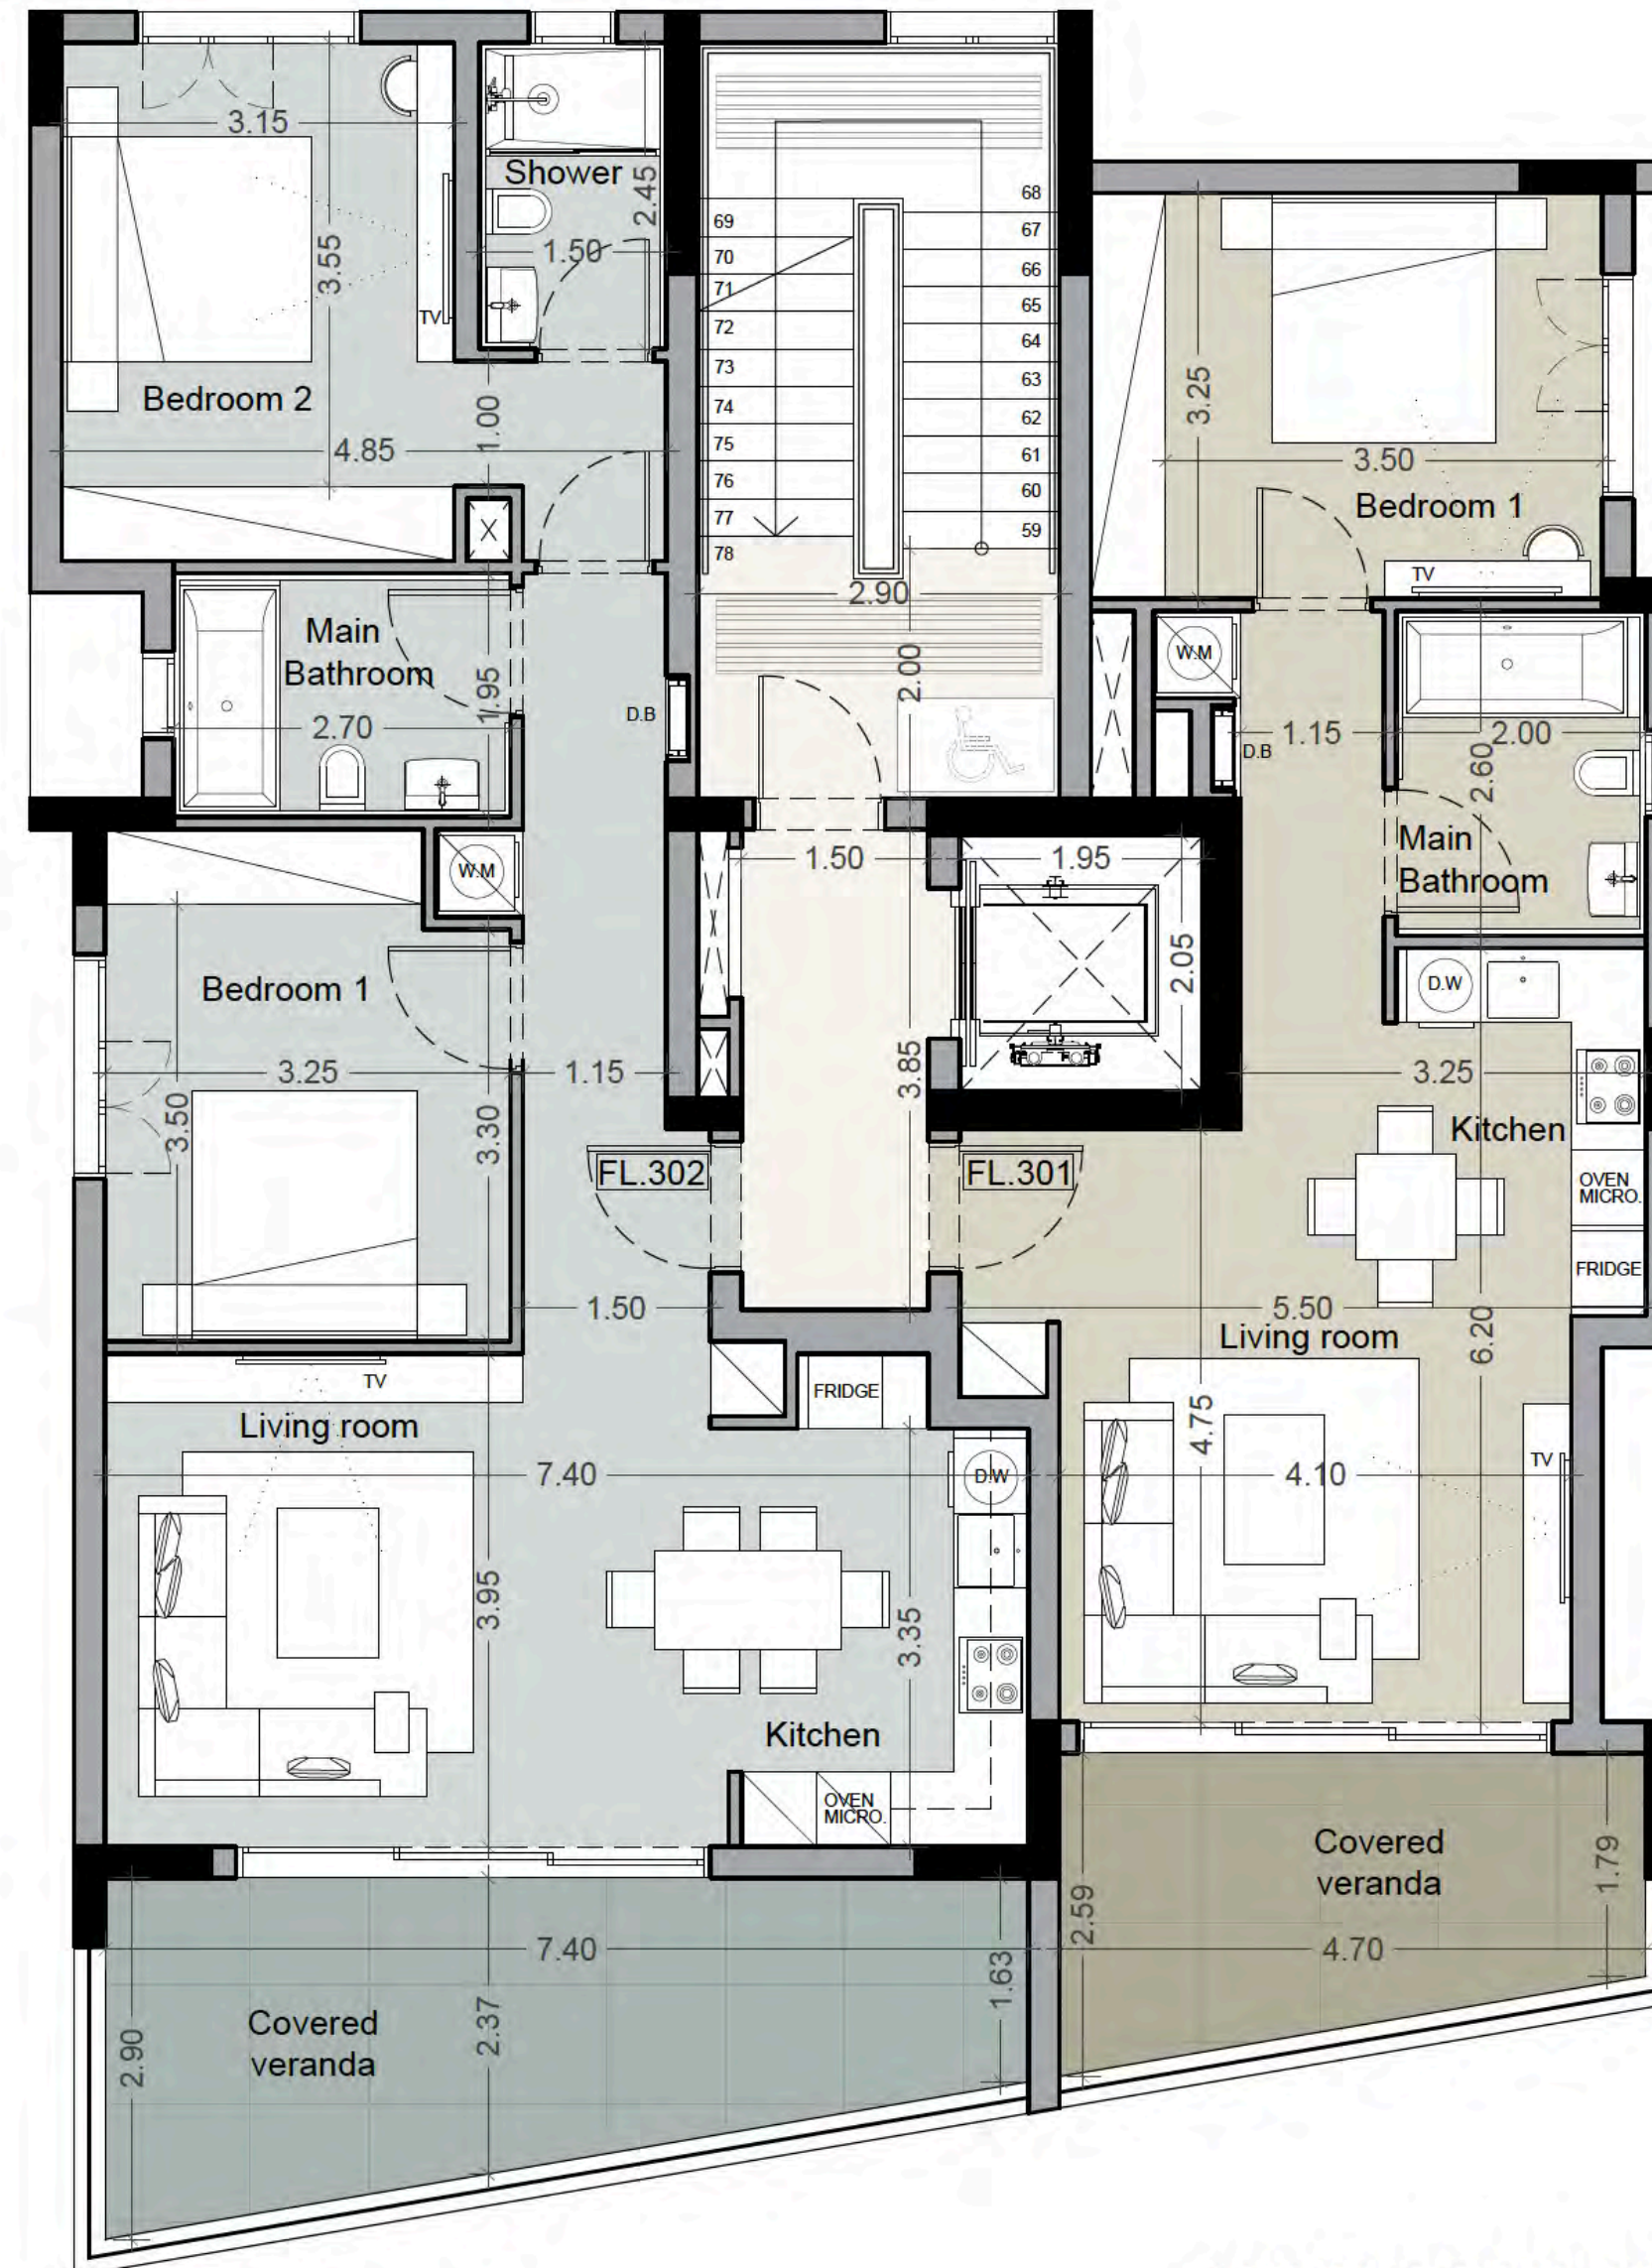 3.15
Shower
2.45
1.50
3.55
TV
Bedroom 2
1.00
4.85
X
69
70
71
72
73
74
75
76
77
78
68
67
66
65
64
63
62
61
60
59
2.90
2.00
3.25
3.50
Bedroom 1
TV
Main
Bathroom
2.70
1.95
D.B
W.M
D.B
1.15
2.00
2.60
Main
Bathroom
1.50
1.95
2.05
3.85
W.M
Bedroom 1
3.25
1.15
3.50
3.30
D.W
3.25
Kitchen
OVEN
MICRO.
FRIDGE
FL.302
FL.301
1.50
5.50
Living room
6.20
TV
FRIDGE
Living room
7.40
D.W
3.95
3.35
Kitchen
OVEN
MICRO.
4.75
4.10
TV
Covered
veranda
1.79
2.59
4.70
7.40
1.63
2.37
Covered
veranda
2.90